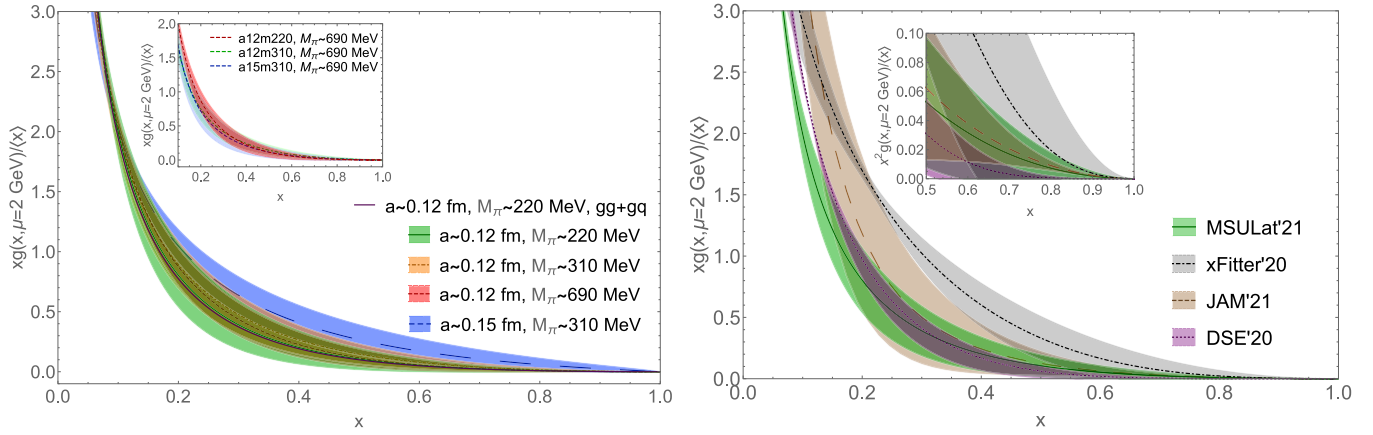 3.0
2.5
2.0
1.5
1.0
0.5
0.0
xg(x,μ=2 GeV)/⟨x⟩
0.0 0.2 0.4 0.6 0.8 1.0
x
2.0
1.5
1.0
0.5
0.0
xg(x,μ=2 GeV)/⟨x⟩
0.2 0.4 0.6 0.8 1.0
x
a12m220, Mπ~690 MeV
a12m310, Mπ~690 MeV
a15m310, Mπ~690 MeV
a~0.12 fm, Mπ~220 MeV, gg+gq
a~0.12 fm, Mπ~220 MeV
a~0.12 fm, Mπ~310 MeV
a~0.12 fm, Mπ~690 MeV
a~0.15 fm, Mπ~310 MeV
3.0
2.5
2.0
1.5
1.0
0.5
0.0
xg(x,μ=2 GeV)/⟨x⟩
0.0 0.2 0.4 0.6 0.8 1.0
x
0.10
0.08
0.06
0.04
0.02
0.00
x²g(x,μ=2 GeV)/⟨x⟩
0.5 0.6 0.7 0.8 0.9 1.0
x
MSULat'21
xFitter'20
JAM'21
DSE'20